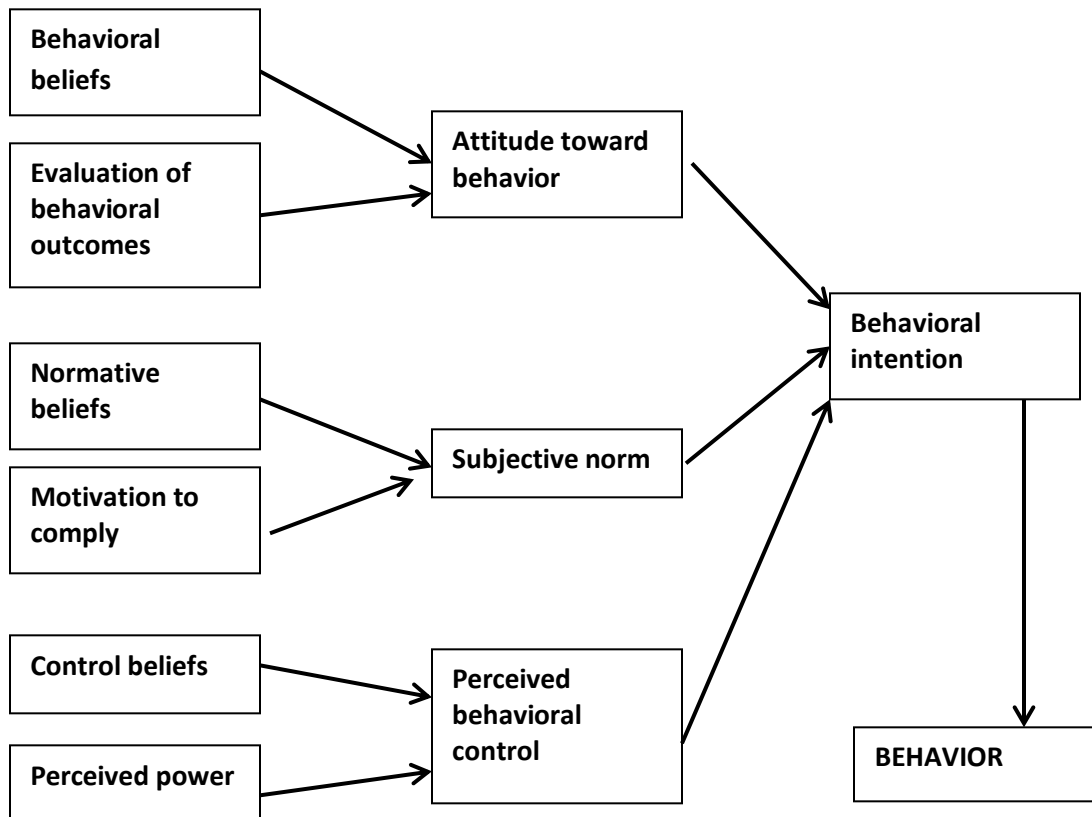 Behavioral
beliefs
Evaluation of
behavioral
outcomes
Attitude toward
behavior
Normative
beliefs
Motivation to
comply
Subjective norm
Control beliefs
Perceived power
Perceived
behavioral
control
Behavioral
intention
BEHAVIOR